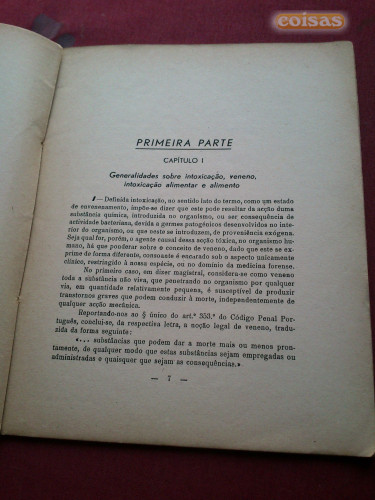 coisas
PRIMEIRA PARTE
CAPÍTULO I
Generalidades sobre intoxicação, veneno,
intoxicação alimentar e alimento
1 — Definida intoxicação, no sentido lato do termo, como um estado
de envenenamento, impõe-se dizer que este pode resultar da acção duma
substância química, introduzida no organismo, ou ser consequência de
actividade bacteriana, devida a germes patogénicos desenvolvidos no interior
do organismo, ou que neste se introduzem, de proveniência exógena.
Seja qual for, porém, o agente causal dessa acção tóxica, no organismo hu-
mano, há que ponderar sobre o conceito de veneno, dado que este se ex-
prime de forma diferente, consoante é encarado sob o aspecto unicamente
clínico, restringido à nossa espécie, ou no domínio da medicina forense.
No primeiro caso, em dizer magistral, considera-se como veneno
toda a substância não viva, que penetrando no organismo por qualquer
via, em quantidade relativamente pequena, é susceptível de produzir
transtornos graves que podem conduzir à morte, independentemente de
qualquer acção mecânica.
Reportando-nos ao § único do art.º 353.º do Código Penal Por-
tuguês, conclui-se, da respectiva letra, a noção legal de veneno, tradu-
zida da forma seguinte:
«... substâncias que podem dar a morte mais ou menos pron-
tamente, de qualquer modo que estas substâncias sejam empregadas ou
administradas e quaisquer que sejam as consequências.»
— 7 —